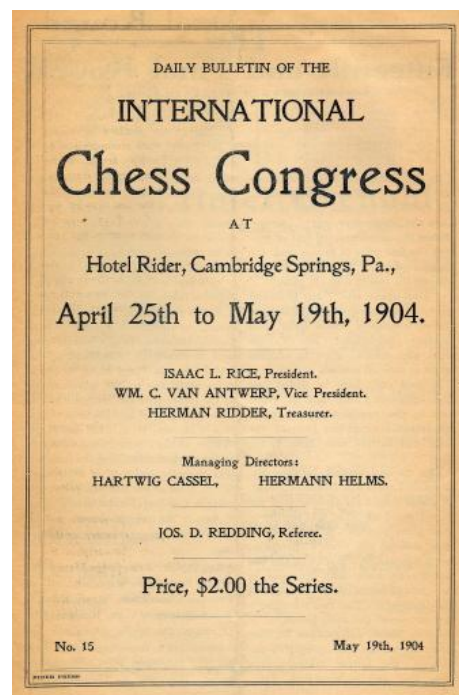 DAILY BULLETIN OF THE
INTERNATIONAL
Chess Congress
AT
Hotel Rider, Cambridge Springs, Pa.,
April 25th to May 19th, 1904.
ISAAC L. RICE, President.
WM. C. VAN ANTWERP, Vice President.
HERMAN RIDDER, Treasurer.
Managing Directors:
HARTWIG CASSEL, HERMANN HELMS.
JOS. D. REDDING, Referee.
Price, $2.00 the Series.
No. 15 May 19th, 1904
PRESS